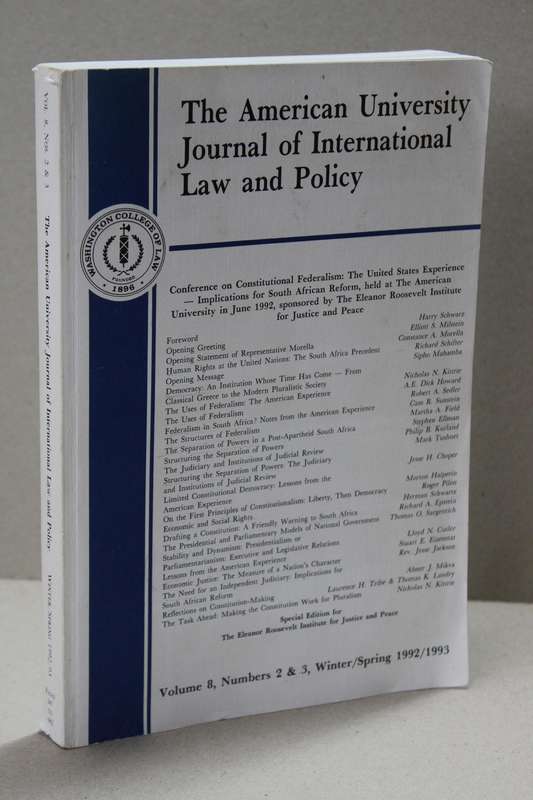 The American University
Journal of International
Law and Policy
WASHINGTON COLLEGE OF LAW
FOUNDED
1896
Conference on Constitutional Federalism: The United States Experience
— Implications for South African Reform, held at The American
University in June 1992, sponsored by The Eleanor Roosevelt Institute
for Justice and Peace
Foreword Harry Schwarz
Opening Greeting Elliott S. Milstein
Opening Statement of Representative Morella Constance A. Morella
Human Rights at the United Nations: The South Africa Precedent Richard Schifter
Opening Message Sipho Mabamba
Democracy: An Institution Whose Time Has Come — From
Classical Greece to the Modern Pluralistic Society Nicholas N. Kittrie
The Uses of Federalism: The American Experience A.E. Dick Howard
The Uses of Federalism Robert A. Sedler
Federalism in South Africa? Notes from the American Experience Cass R. Sunstein
The Structures of Federalism Martha A. Field
The Separation of Powers in a Post-Apartheid South Africa Stephen Ellman
Structuring the Separation of Powers Philip B. Kurland
The Judiciary and Institutions of Judicial Review Mark Tushnet
Structuring the Separation of Powers: The Judiciary
and Institutions of Judicial Review Jesse H. Choper
Limited Constitutional Democracy: Lessons from the
American Experience Morton Halperin
On the First Principles of Constitutionalism: Liberty, Then Democracy Roger Pilon
Economic and Social Rights Herman Schwartz
Drafting a Constitution: A Friendly Warning to South Africa Richard A. Epstein
The Presidential and Parliamentary Models of National Government Thomas O. Sargentich
Stability and Dynamism: Presidentialism or
Parliamentarism: Executive and Legislative Relations Lloyd N. Cutler
Lessons from the American Experience Stuart E. Eizenstat
Economic Justice: The Measure of a Nation's Character Rev. Jesse Jackson
The Need for an Independent Judiciary: Implications for
South African Reform Abner J. Mikva
Reflections on Constitution-Making Laurence H. Tribe & Thomas K. Landry
The Task Ahead: Making the Constitution Work for Pluralism Nicholas N. Kittrie
Special Edition for
The Eleanor Roosevelt Institute for Justice and Peace
Volume 8, Numbers 2 & 3, Winter/Spring 1992/1993
Vol. 8, Nos. 2 & 3
The American University Journal of International Law and Policy